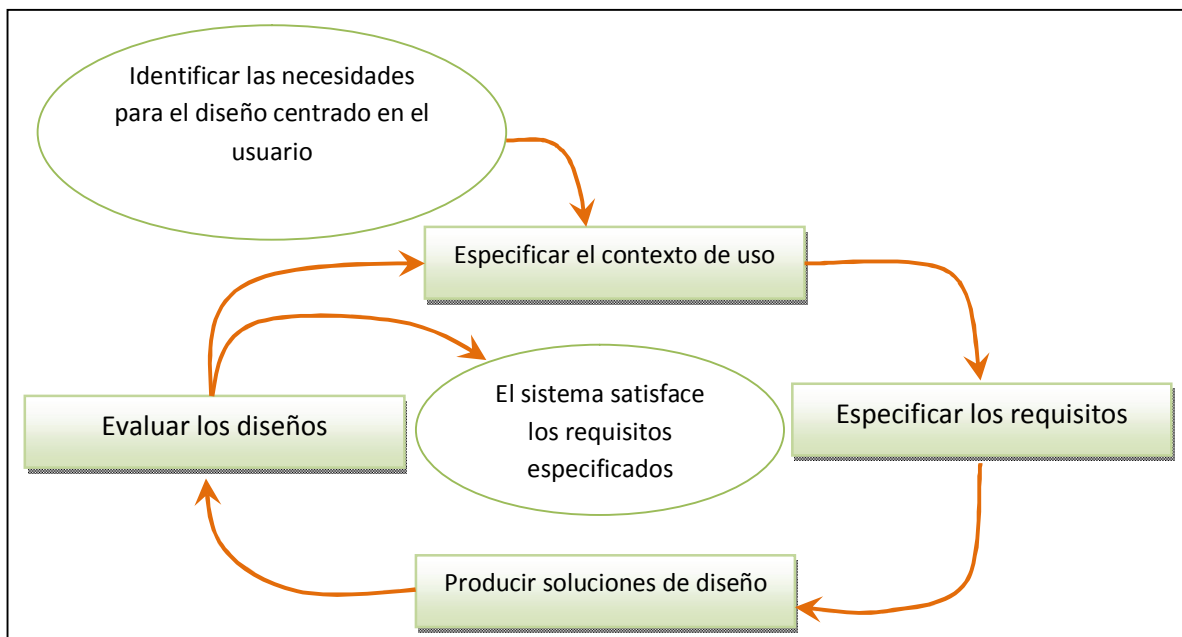 Identificar las necesidades
para el diseño centrado en el
usuario
Especificar el contexto de uso
El sistema satisface
los requisitos
especificados
Evaluar los diseños
Especificar los requisitos
Producir soluciones de diseño